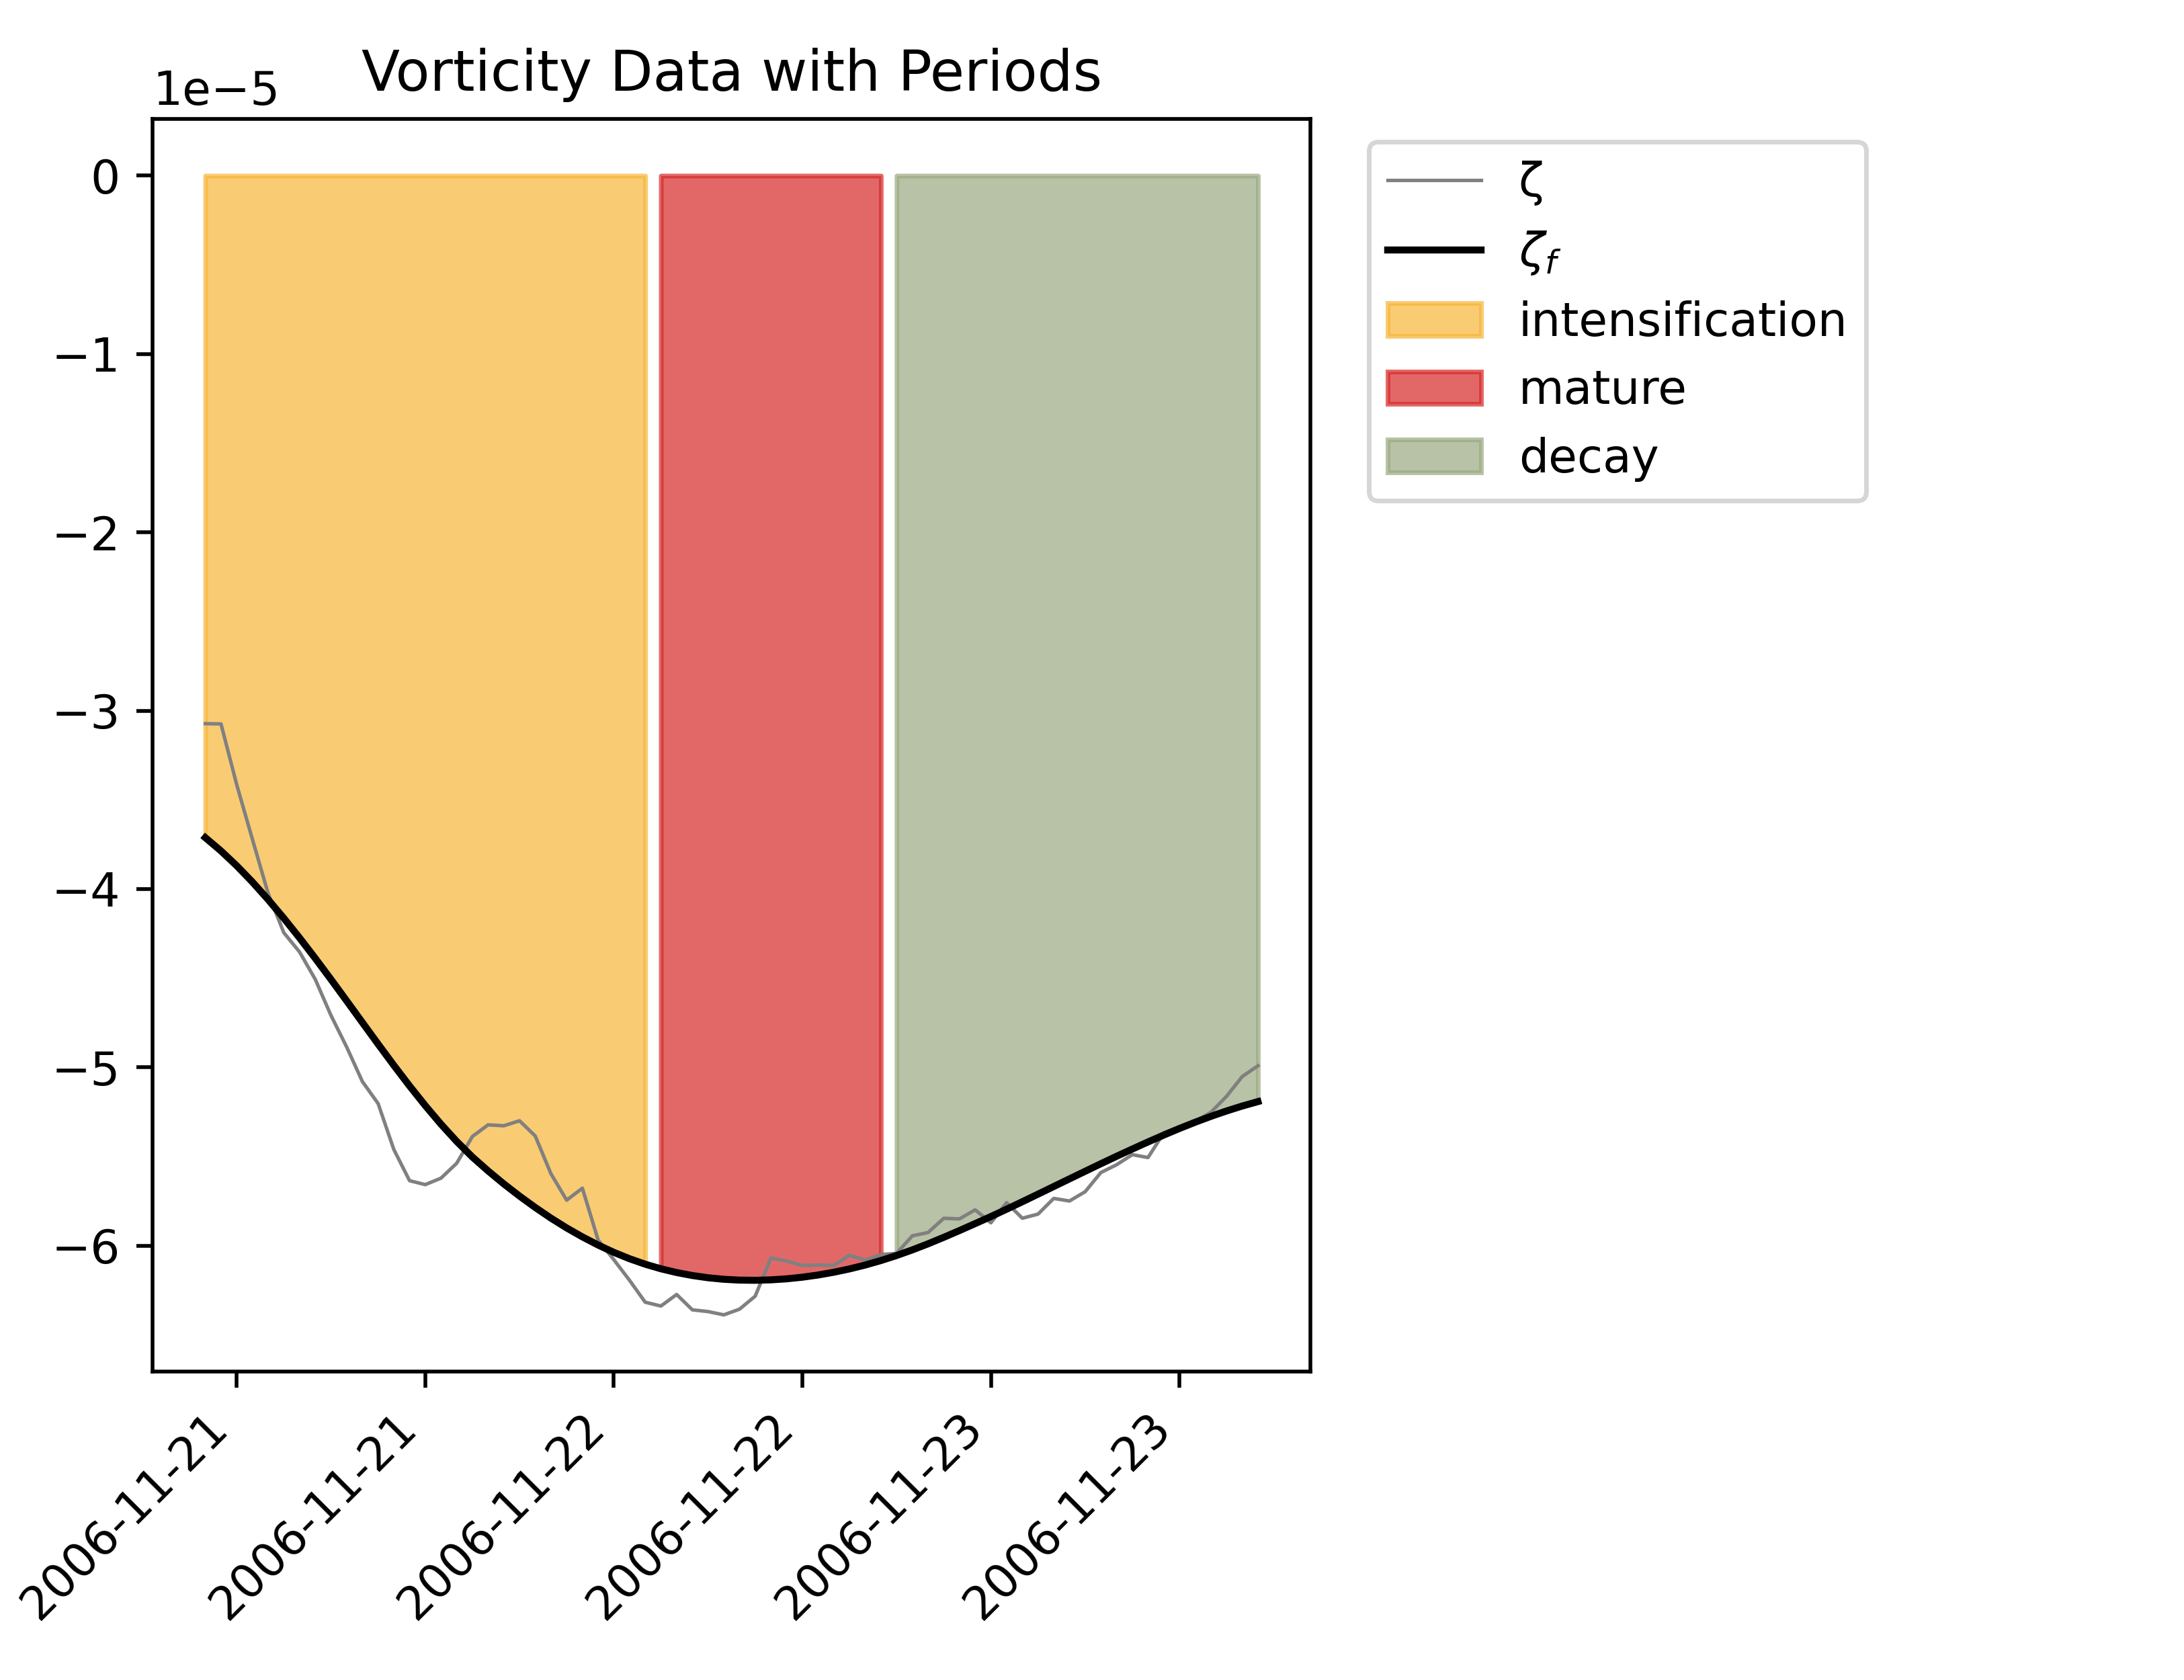 Vorticity Data with Periods
1e−5
0
−1
−2
−3
−4
−5
−6
2006-11-21
2006-11-21
2006-11-22
2006-11-22
2006-11-23
2006-11-23
ζ
ζf
intensification
mature
decay